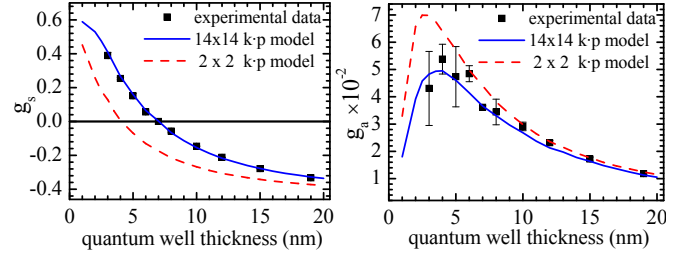 experimental data
14x14 k·p model
2 x 2 k·p model
0.6
0.4
0.2
0.0
-0.2
-0.4
g_s
0 5 10 15 20
quantum well thickness (nm)
experimental data
14x14 k·p model
2 x 2 k·p model
7
6
5
4
3
2
1
g_a ×10^-2
0 5 10 15 20
quantum well thickness (nm)